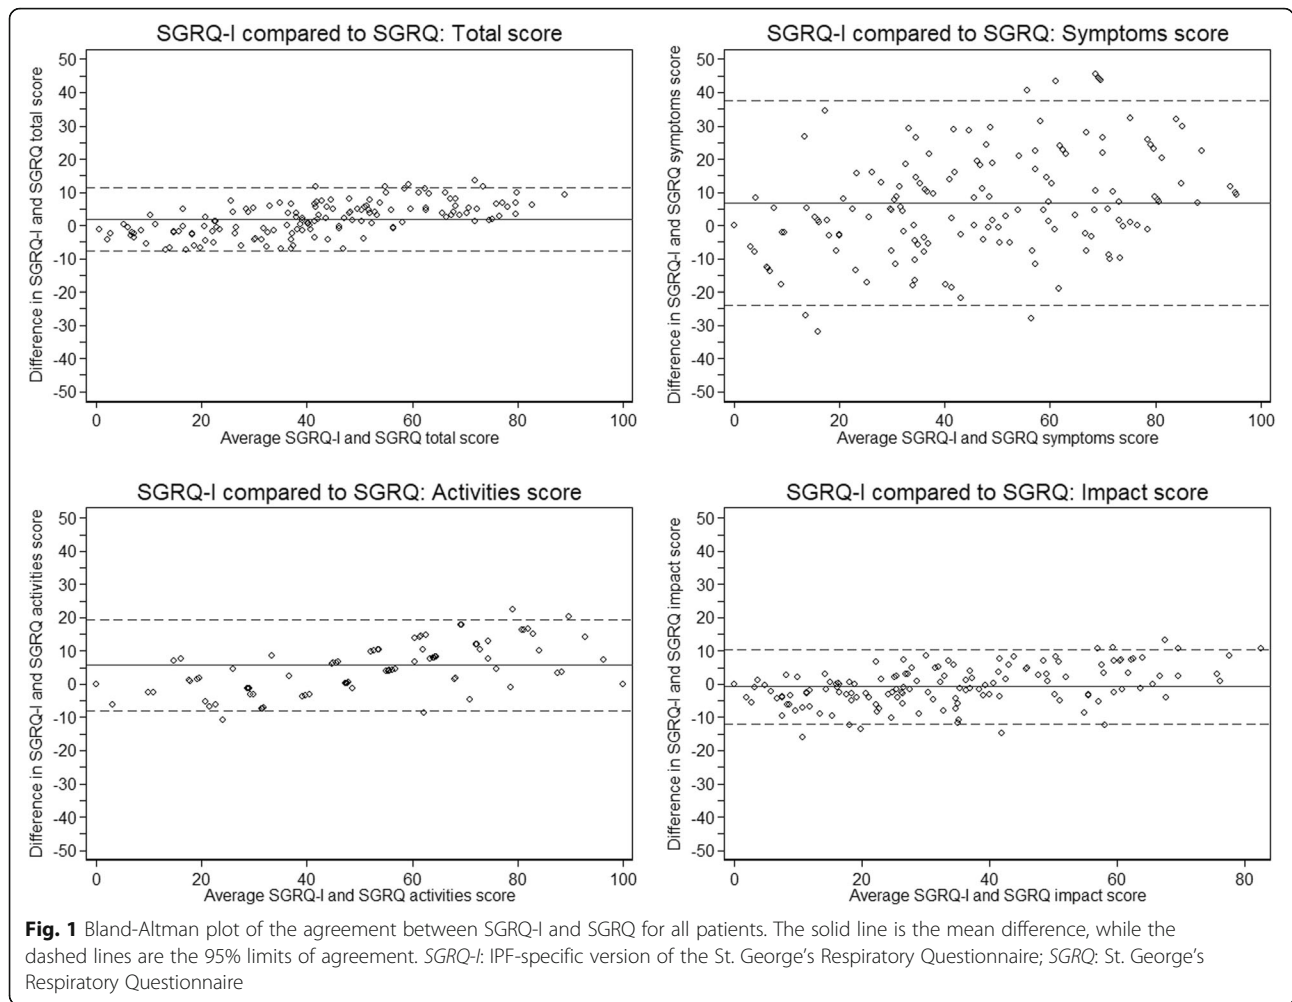 SGRQ-I compared to SGRQ: Total score
Difference in SGRQ-I and SGRQ total score
50
40
30
20
10
0
-10
-20
-30
-40
-50
0 20 40 60 80 100
Average SGRQ-I and SGRQ total score
SGRQ-I compared to SGRQ: Symptoms score
Difference in SGRQ-I and SGRQ symptoms score
50
40
30
20
10
0
-10
-20
-30
-40
-50
0 20 40 60 80 100
Average SGRQ-I and SGRQ symptoms score
SGRQ-I compared to SGRQ: Activities score
Difference in SGRQ-I and SGRQ activities score
50
40
30
20
10
0
-10
-20
-30
-40
-50
0 20 40 60 80 100
Average SGRQ-I and SGRQ activities score
SGRQ-I compared to SGRQ: Impact score
Difference in SGRQ-I and SGRQ impact score
50
40
30
20
10
0
-10
-20
-30
-40
-50
0 20 40 60 80
Average SGRQ-I and SGRQ impact score
Fig. 1 Bland-Altman plot of the agreement between SGRQ-I and SGRQ for all patients. The solid line is the mean difference, while the
dashed lines are the 95% limits of agreement. SGRQ-I: IPF-specific version of the St. George's Respiratory Questionnaire; SGRQ: St. George's
Respiratory Questionnaire